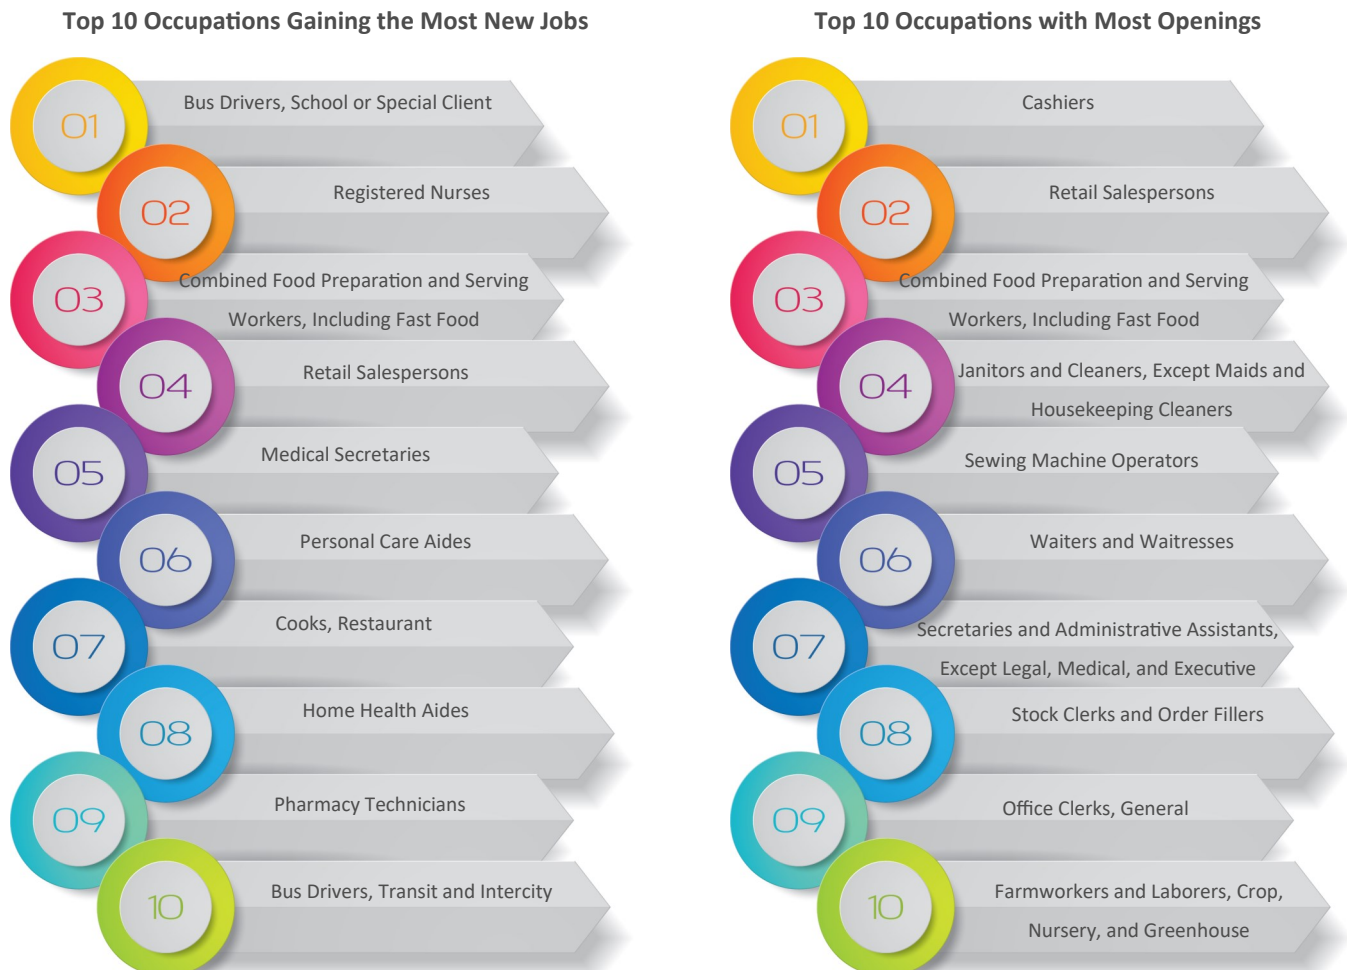 Top 10 Occupations Gaining the Most New Jobs
01
Bus Drivers, School or Special Client
02
Registered Nurses
03
Combined Food Preparation and Serving
Workers, Including Fast Food
04
Retail Salespersons
05
Medical Secretaries
06
Personal Care Aides
07
Cooks, Restaurant
08
Home Health Aides
09
Pharmacy Technicians
10
Bus Drivers, Transit and Intercity
Top 10 Occupations with Most Openings
01
Cashiers
02
Retail Salespersons
03
Combined Food Preparation and Serving
Workers, Including Fast Food
04
Janitors and Cleaners, Except Maids and
Housekeeping Cleaners
05
Sewing Machine Operators
06
Waiters and Waitresses
07
Secretaries and Administrative Assistants,
Except Legal, Medical, and Executive
08
Stock Clerks and Order Fillers
09
Office Clerks, General
10
Farmworkers and Laborers, Crop,
Nursery, and Greenhouse